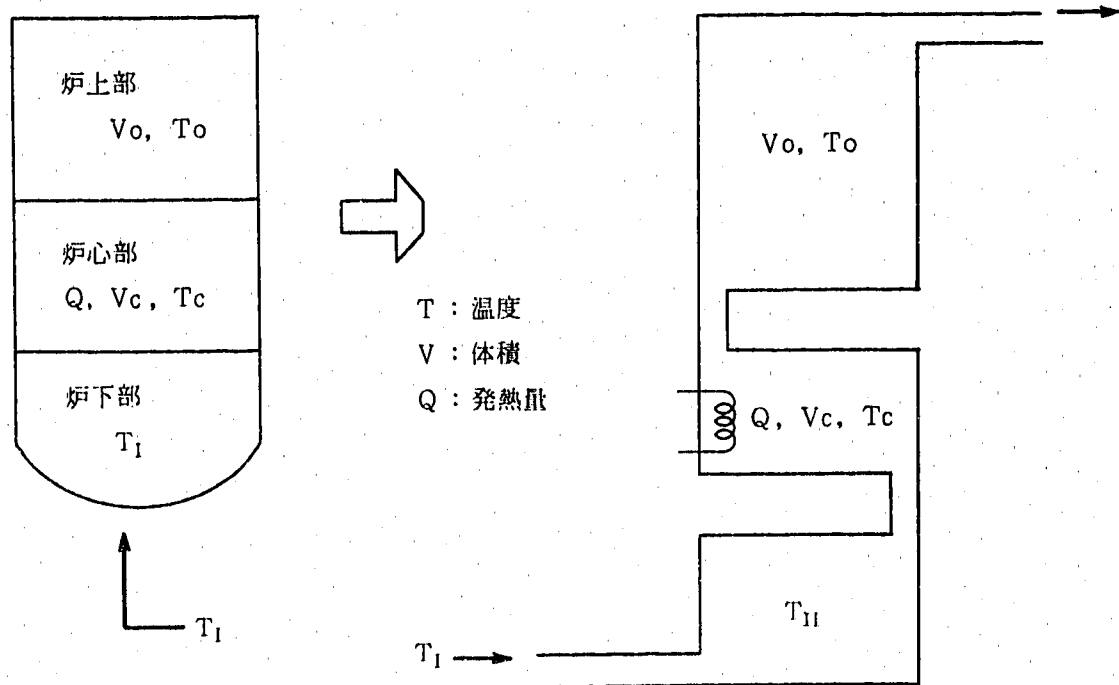 炉上部
Vo, To
炉心部
Q, Vc, Tc
炉下部
T_I
T_I
T：温度
V：体積
Q：発熱量
Vo, To
Q, Vc, Tc
T_II
T_I